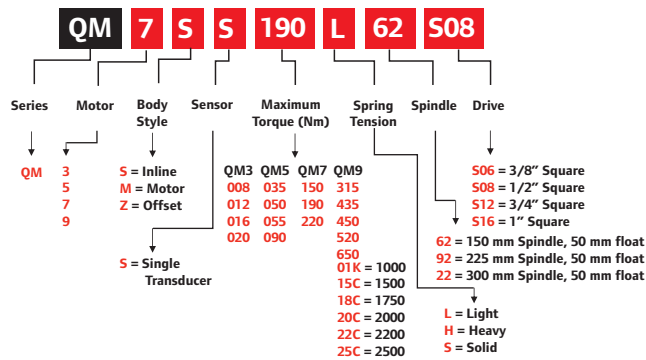 QM 7 S S 190 L 62 S08
Series Motor Body Style Sensor Maximum Torque (Nm) Spring Tension Spindle Drive
QM
3
5
7
9
S = Inline
M = Motor
Z = Offset
S = Single Transducer
QM3 QM5 QM7 QM9
008 035 150 315
012 050 190 435
016 055 220 450
020 090 520
650
01K = 1000
15C = 1500
18C = 1750
20C = 2000
22C = 2200
25C = 2500
S06 = 3/8” Square
S08 = 1/2” Square
S12 = 3/4” Square
S16 = 1” Square
62 = 150 mm Spindle, 50 mm float
92 = 225 mm Spindle, 50 mm float
22 = 300 mm Spindle, 50 mm float
L = Light
H = Heavy
S = Solid